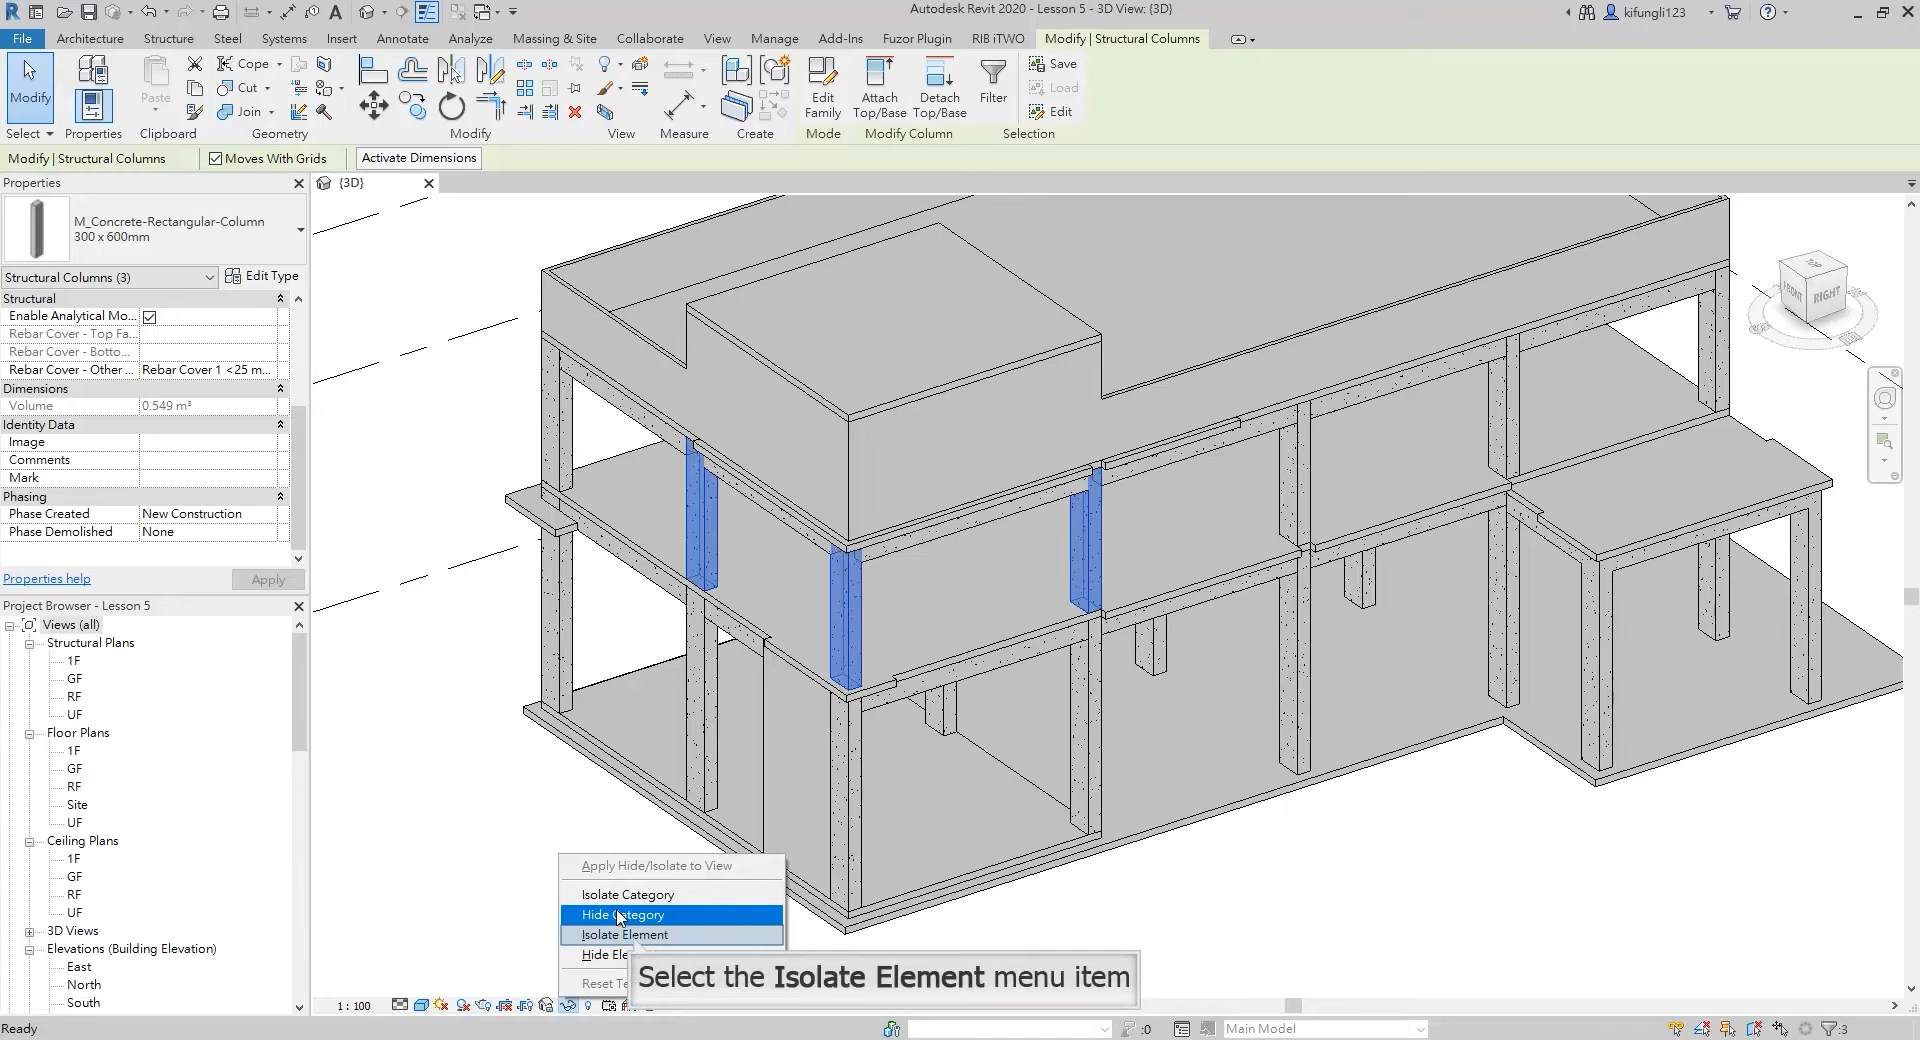 Autodesk Revit 2020 - Lesson 5 - 3D View: {3D}
kifungli123
File Architecture Structure Steel Systems Insert Annotate Analyze Massing & Site Collaborate View Manage Add-Ins Fuzor Plugin RIB iTWO Modify | Structural Columns
Modify
Paste
Cope
Cut
Join
Edit Family
Attach Top/Base
Detach Top/Base
Filter
Save
Load
Edit
Select Properties Clipboard Geometry Modify View Measure Create Mode Modify Column Selection
Modify | Structural Columns Moves With Grids Activate Dimensions
Properties
{3D}
M_Concrete-Rectangular-Column
300 x 600mm
Structural Columns (3) Edit Type
Structural
Enable Analytical Mo...
Rebar Cover - Top Fa...
Rebar Cover - Botto...
Rebar Cover - Other ... Rebar Cover 1 <25 m...
Dimensions
Volume 0.549 m³
Identity Data
Image
Comments
Mark
Phasing
Phase Created New Construction
Phase Demolished None
Properties help Apply
Project Browser - Lesson 5
Views (all)
Structural Plans
1F
GF
RF
UF
Floor Plans
1F
GF
RF
Site
UF
Ceiling Plans
1F
GF
RF
UF
3D Views
Elevations (Building Elevation)
East
North
South
TOP
FRONT
RIGHT
Apply Hide/Isolate to View
Isolate Category
Hide Category
Isolate Element
Hide Ele
Reset Te
Select the Isolate Element menu item
1 : 100
Ready
:0
Main Model
:3